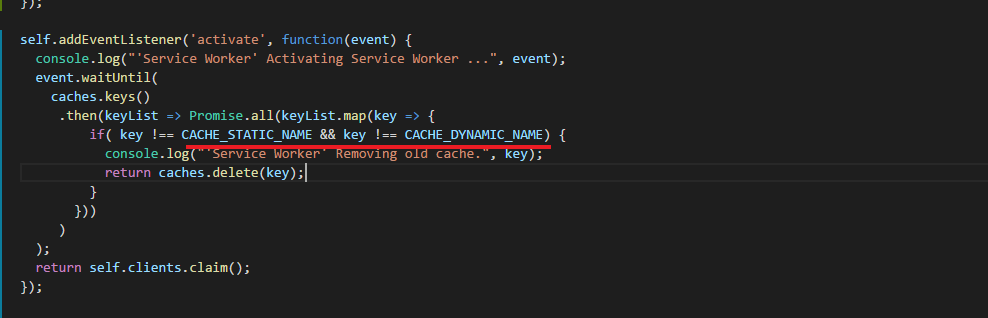 });
self.addEventListener('activate', function(event) {
  console.log("'Service Worker' Activating Service Worker ...", event);
  event.waitUntil(
    caches.keys()
     .then(keyList => Promise.all(keyList.map(key => {
         if( key !== CACHE_STATIC_NAME && key !== CACHE_DYNAMIC_NAME) {
           console.log("'Service Worker' Removing old cache.", key);
           return caches.delete(key);
         }
       }))
     )
  );
  return self.clients.claim();
});